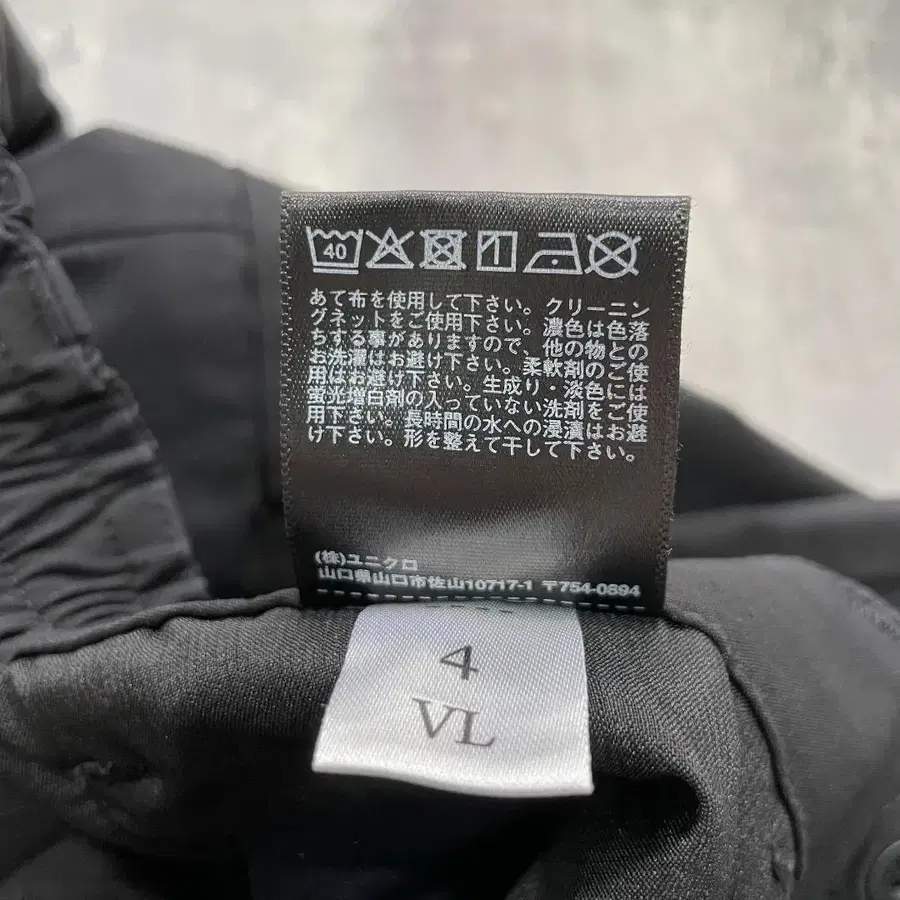 40
あて布を使用して下さい。クリーニン
グネットをご使用下さい。濃色は色落
ちする事がありますので、他の物との
お洗濯はお避け下さい。柔軟剤のご使
用はお避け下さい。生成り・淡色には
蛍光増白剤の入っていない洗剤をご使
用下さい。長時間の水への浸漬はお避
け下さい。形を整えて干して下さい。
(株)ユニクロ
山口県山口市佐山10717-1 〒754-0894
4
VL